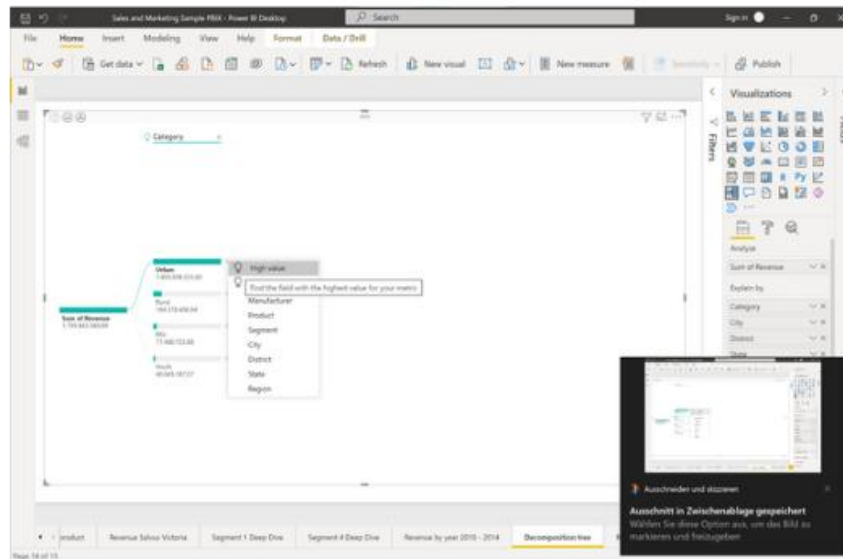 Sales and Marketing Sample PBIX - Power BI Desktop
Search
Sign in
File Home Insert Modeling View Help Format Data / Drill
Get data
Refresh
New visual
New measure
Sensitivity
Publish
Visualizations
Filters
Category
Urban
High value
Find the field with the highest value for your metric
Rural
Manufacturer
Sum of Revenue
Product
Mix
Segment
City
Youth
District
State
Region
Analyze
Sum of Revenue
Explain by
Category
City
District
State
Ausschneiden und skizzieren
Ausschnitt in Zwischenablage gespeichert
Wählen Sie diese Option aus, um das Bild zu
markieren und freizugeben
Revenue Salvus Victoria
Segment 1 Deep Dive
Segment 4 Deep Dive
Revenue by year 2010 - 2014
Decomposition tree